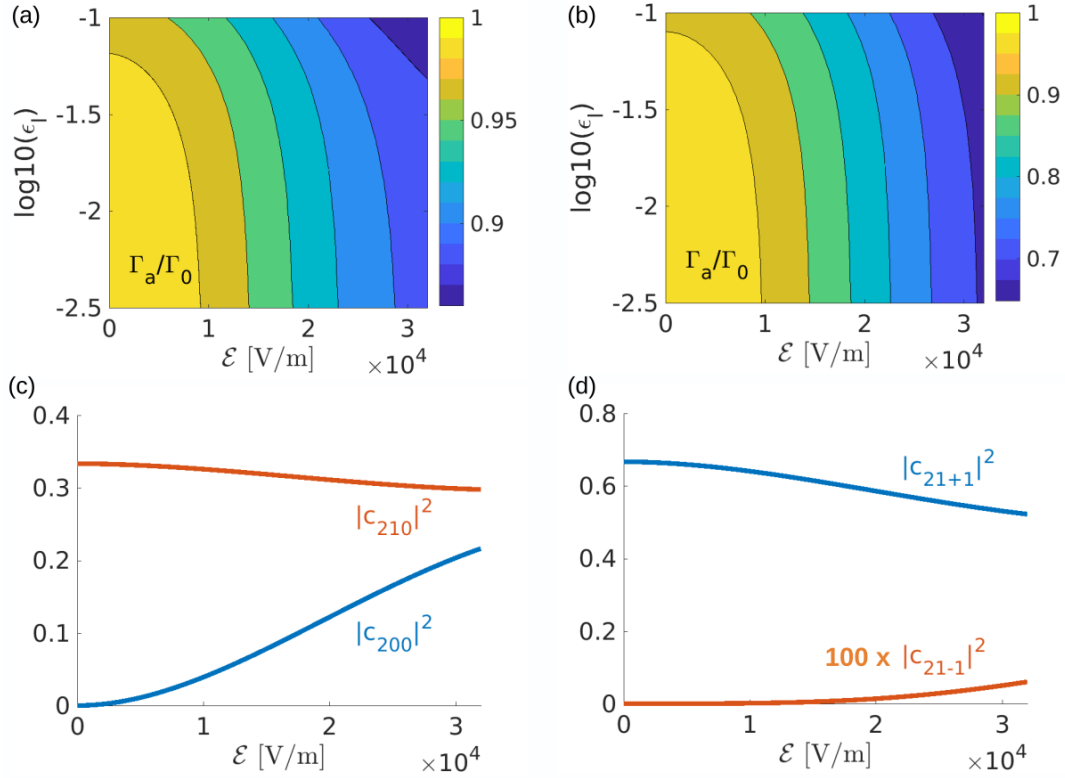 (a)
-1
-1.5
-2
-2.5
log10(ϵ_l)
Γ_a/Γ_0
0 1 2 3
ℰ [V/m] ×10^4
1
0.95
0.9
(b)
-1
-1.5
-2
-2.5
log10(ϵ_l)
Γ_a/Γ_0
0 1 2 3
ℰ [V/m] ×10^4
1
0.9
0.8
0.7
(c)
0.4
0.3
0.2
0.1
0
|c_210|^2
|c_200|^2
0 1 2 3
ℰ [V/m] ×10^4
(d)
0.8
0.6
0.4
0.2
0
|c_21+1|^2
100 x |c_21-1|^2
0 1 2 3
ℰ [V/m] ×10^4